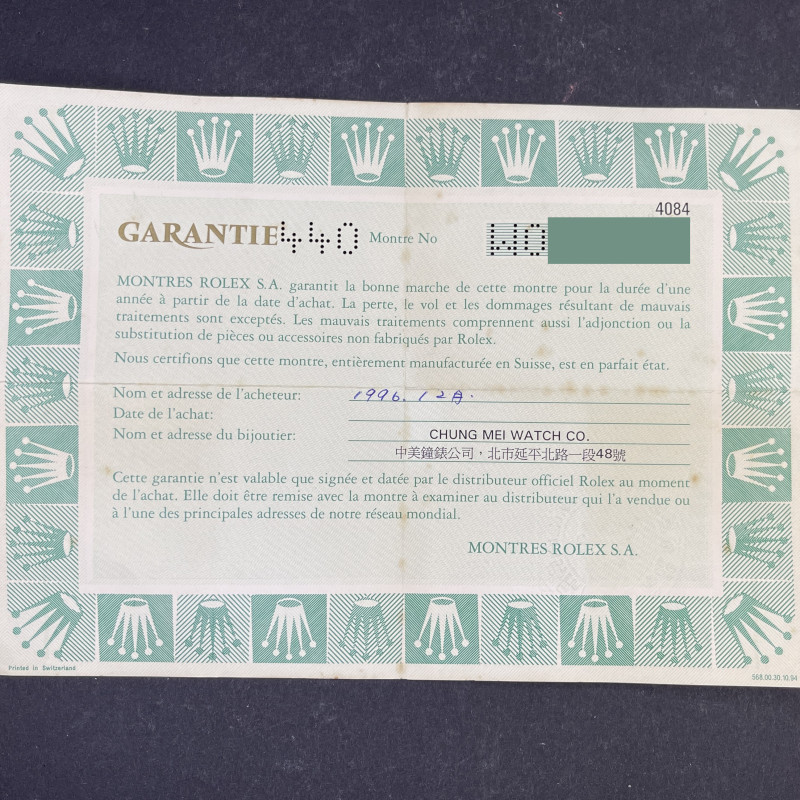 4084
GARANTIE 440 Montre No W0
MONTRES ROLEX S.A. garantit la bonne marche de cette montre pour la durée d'une
année à partir de la date d'achat. La perte, le vol et les dommages résultant de mauvais
traitements sont exceptés. Les mauvais traitements comprennent aussi l'adjonction ou la
substitution de pièces ou accessoires non fabriqués par Rolex.
Nous certifions que cette montre, entièrement manufacturée en Suisse, est en parfait état.
Nom et adresse de l'acheteur: 1996. 12月.
Date de l'achat:
Nom et adresse du bijoutier: CHUNG MEI WATCH CO.
中美鐘錶公司，北市延平北路一段48號
Cette garantie n'est valable que signée et datée par le distributeur officiel Rolex au moment
de l'achat. Elle doit être remise avec la montre à examiner au distributeur qui l'a vendue ou
à l'une des principales adresses de notre réseau mondial.
MONTRES ROLEX S.A.
Printed in Switzerland
568.00.30.10.94